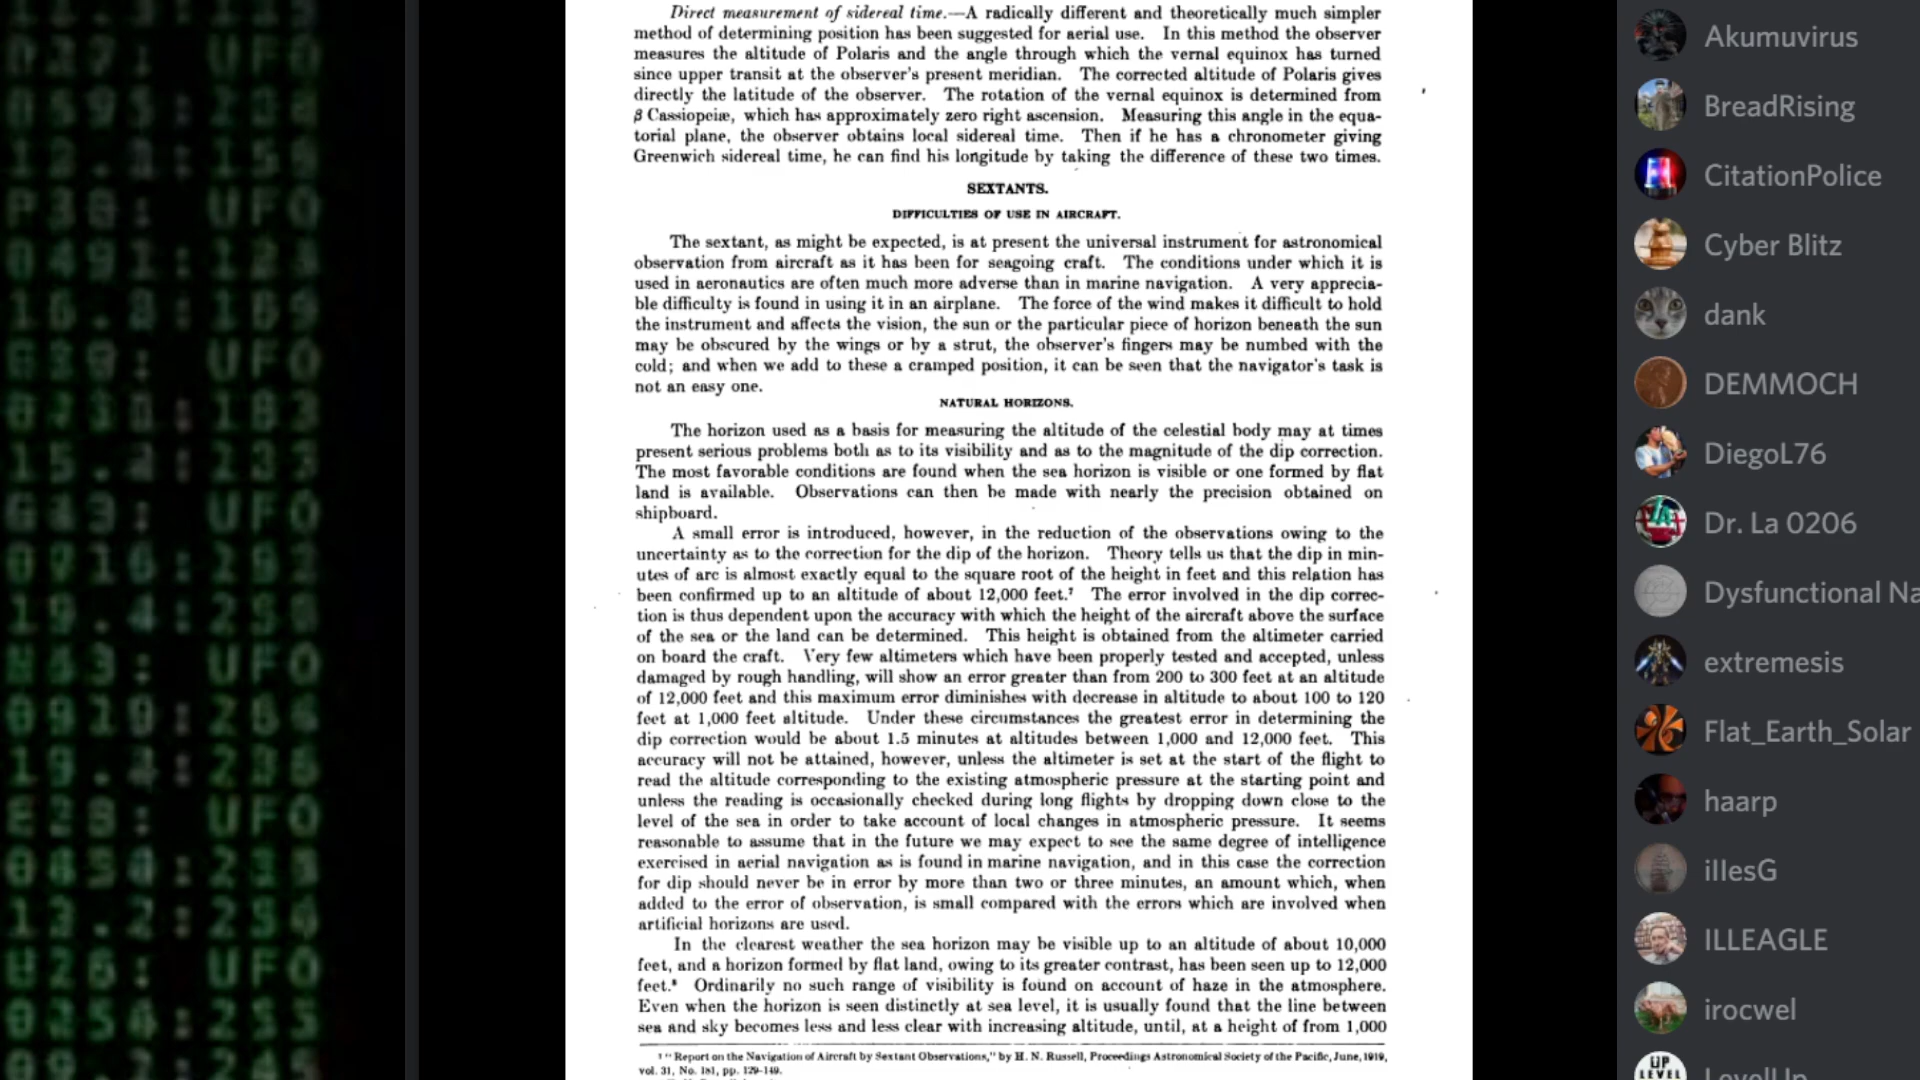 UFO
UFO
UFO
UFO
UFO
UFO
UFO
Direct measurement of sidereal time.—A radically different and theoretically much simpler
method of determining position has been suggested for aerial use. In this method the observer
measures the altitude of Polaris and the angle through which the vernal equinox has turned
since upper transit at the observer's present meridian. The corrected altitude of Polaris gives
directly the latitude of the observer. The rotation of the vernal equinox is determined from
β Cassiopeiæ, which has approximately zero right ascension. Measuring this angle in the equa-
torial plane, the observer obtains local sidereal time. Then if he has a chronometer giving
Greenwich sidereal time, he can find his longitude by taking the difference of these two times.
SEXTANTS.
DIFFICULTIES OF USE IN AIRCRAFT.
The sextant, as might be expected, is at present the universal instrument for astronomical
observation from aircraft as it has been for seagoing craft. The conditions under which it is
used in aeronautics are often much more adverse than in marine navigation. A very apprecia-
ble difficulty is found in using it in an airplane. The force of the wind makes it difficult to hold
the instrument and affects the vision, the sun or the particular piece of horizon beneath the sun
may be obscured by the wings or by a strut, the observer's fingers may be numbed with the
cold; and when we add to these a cramped position, it can be seen that the navigator's task is
not an easy one.
NATURAL HORIZONS.
The horizon used as a basis for measuring the altitude of the celestial body may at times
present serious problems both as to its visibility and as to the magnitude of the dip correction.
The most favorable conditions are found when the sea horizon is visible or one formed by flat
land is available. Observations can then be made with nearly the precision obtained on
shipboard.
A small error is introduced, however, in the reduction of the observations owing to the
uncertainty as to the correction for the dip of the horizon. Theory tells us that the dip in min-
utes of arc is almost exactly equal to the square root of the height in feet and this relation has
been confirmed up to an altitude of about 12,000 feet.⁷ The error involved in the dip correc-
tion is thus dependent upon the accuracy with which the height of the aircraft above the surface
of the sea or the land can be determined. This height is obtained from the altimeter carried
on board the craft. Very few altimeters which have been properly tested and accepted, unless
damaged by rough handling, will show an error greater than from 200 to 300 feet at an altitude
of 12,000 feet and this maximum error diminishes with decrease in altitude to about 100 to 120
feet at 1,000 feet altitude. Under these circumstances the greatest error in determining the
dip correction would be about 1.5 minutes at altitudes between 1,000 and 12,000 feet. This
accuracy will not be attained, however, unless the altimeter is set at the start of the flight to
read the altitude corresponding to the existing atmospheric pressure at the starting point and
unless the reading is occasionally checked during long flights by dropping down close to the
level of the sea in order to take account of local changes in atmospheric pressure. It seems
reasonable to assume that in the future we may expect to see the same degree of intelligence
exercised in aerial navigation as is found in marine navigation, and in this case the correction
for dip should never be in error by more than two or three minutes, an amount which, when
added to the error of observation, is small compared with the errors which are involved when
artificial horizons are used.
In the clearest weather the sea horizon may be visible up to an altitude of about 10,000
feet, and a horizon formed by flat land, owing to its greater contrast, has been seen up to 12,000
feet.⁸ Ordinarily no such range of visibility is found on account of haze in the atmosphere.
Even when the horizon is seen distinctly at sea level, it is usually found that the line between
sea and sky becomes less and less clear with increasing altitude, until, at a height of from 1,000
"Report on the Navigation of Aircraft by Sextant Observations," by H. N. Russell, Proceedings Astronomical Society of the Pacific, June, 1919,
vol. 31, No. 181, pp. 129-149.
Akumuvirus
BreadRising
CitationPolice
Cyber Blitz
dank
DEMMOCH
DiegoL76
Dr. La 0206
Dysfunctional Na
extremesis
Flat_Earth_Solar
haarp
illesG
ILLEAGLE
irocwel
UP
LEVEL
LevelUp